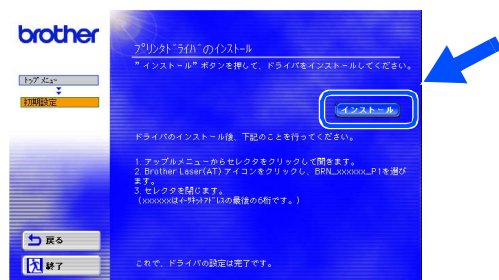 brother
プリンタドライバのインストール
"インストール"ボタンを押して、ドライバをインストールしてください。
トップメニュー
初期設定
インストール
ドライバのインストール後、下記のことを行ってください。
1. アップルメニューからセレクタをクリックして開きます。
2. Brother Laser(AT) アイコンをクリックし、BRN_xxxxxx_P1を選び
ます。
3. セレクタを閉じます。
(xxxxxxはイーサネットアドレスの最後の6桁です。)
戻る
終了
これで、ドライバの設定は完了です。